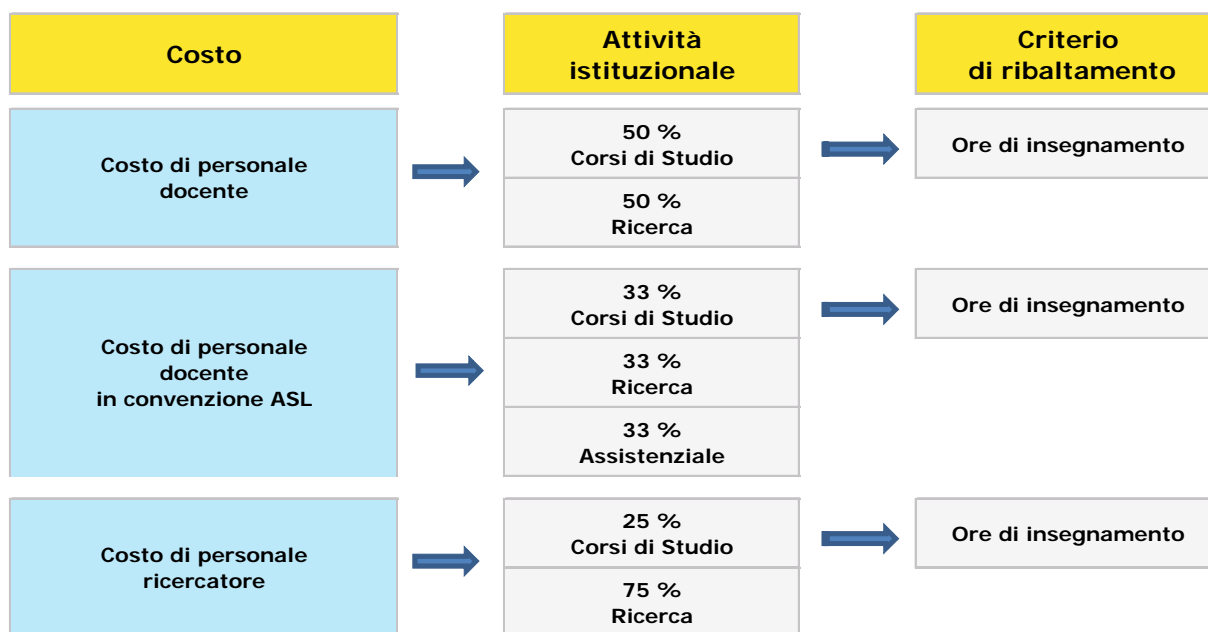 Costo
Attività
istituzionale
Criterio
di ribaltamento
Costo di personale
docente
50 %
Corsi di Studio
50 %
Ricerca
Ore di insegnamento
Costo di personale
docente
in convenzione ASL
33 %
Corsi di Studio
33 %
Ricerca
33 %
Assistenziale
Ore di insegnamento
Costo di personale
ricercatore
25 %
Corsi di Studio
75 %
Ricerca
Ore di insegnamento